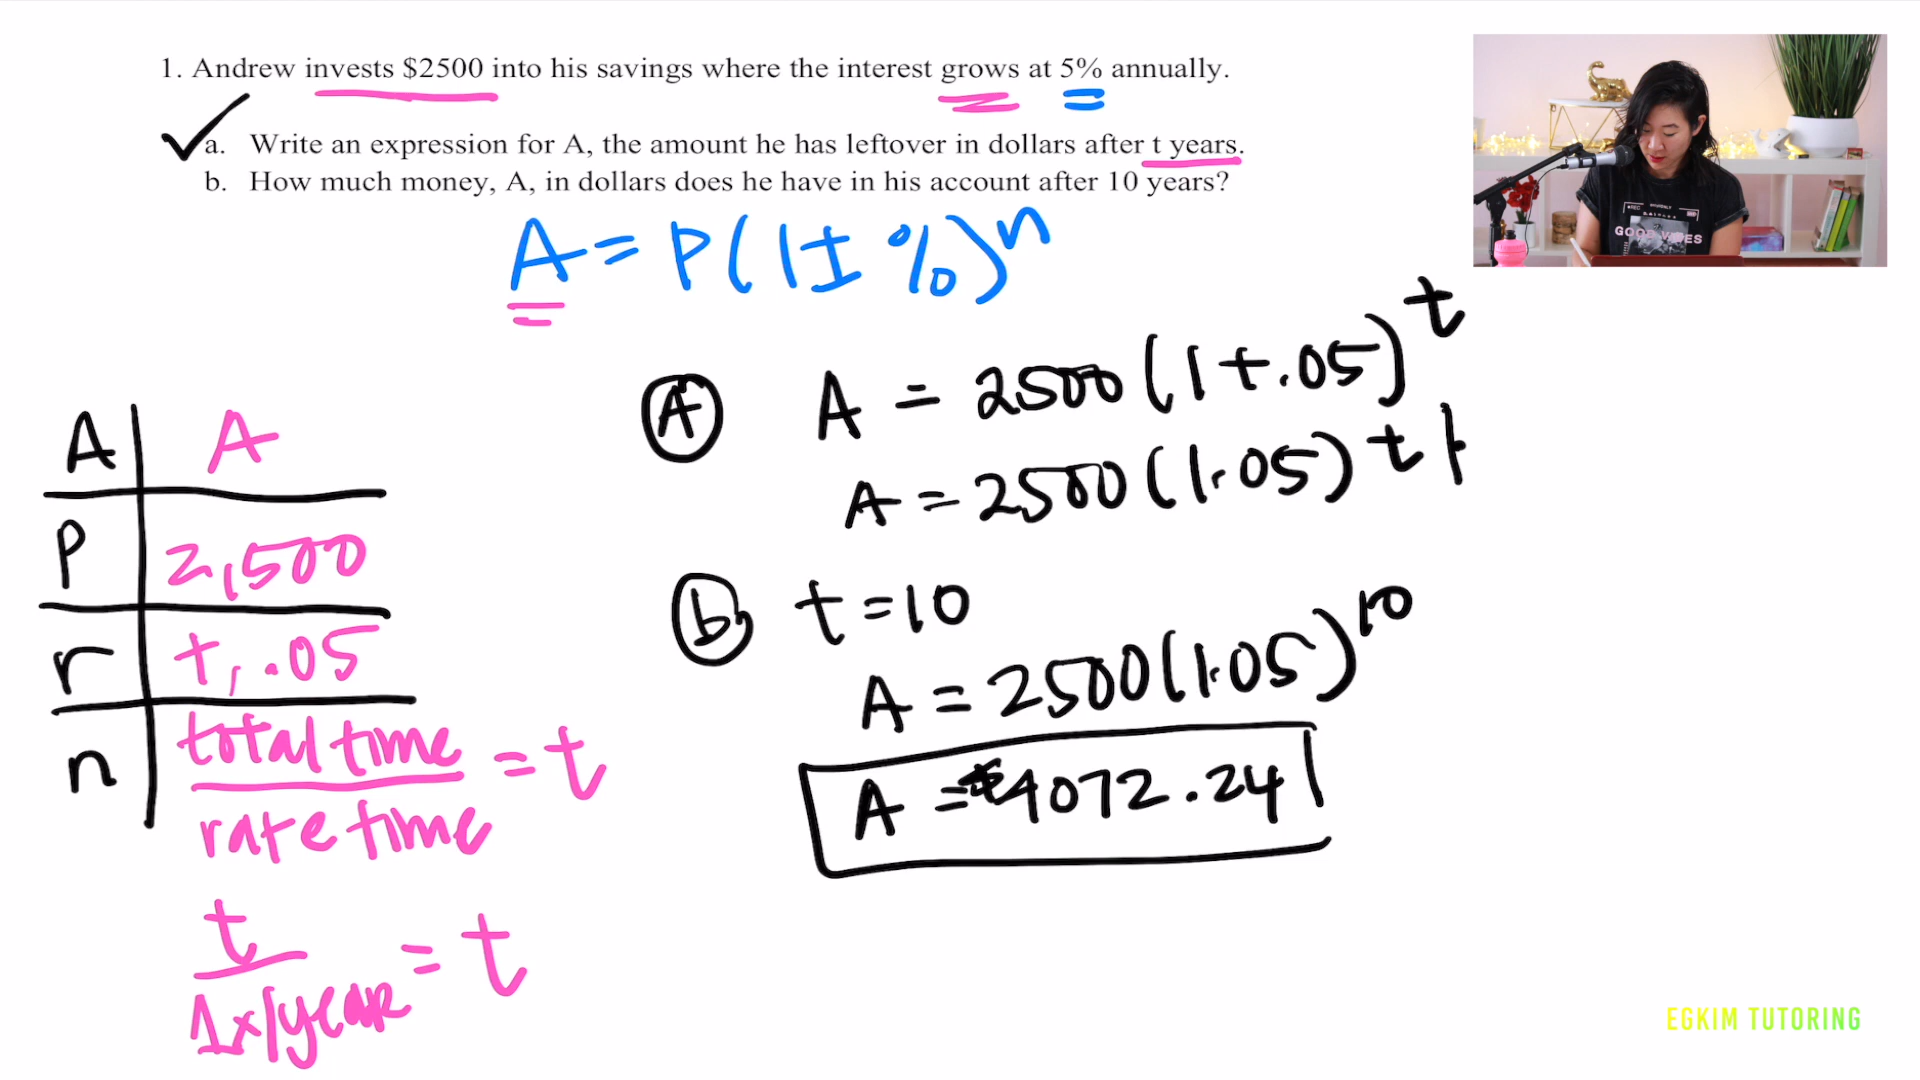 1. Andrew invests $2500 into his savings where the interest grows at 5% annually.
a. Write an expression for A, the amount he has leftover in dollars after t years.
b. How much money, A, in dollars does he have in his account after 10 years?
A = P(1 ± %)^n
A | A
P | 2,500
r | +, .05
n | total time / rate time = t
t / 1x/year = t
(A) A = 2500(1+.05)^t
A = 2500(1.05)^t
(b) t = 10
A = 2500(1.05)^10
A = $4072.24
GOOD VIBES
EGKIM TUTORING